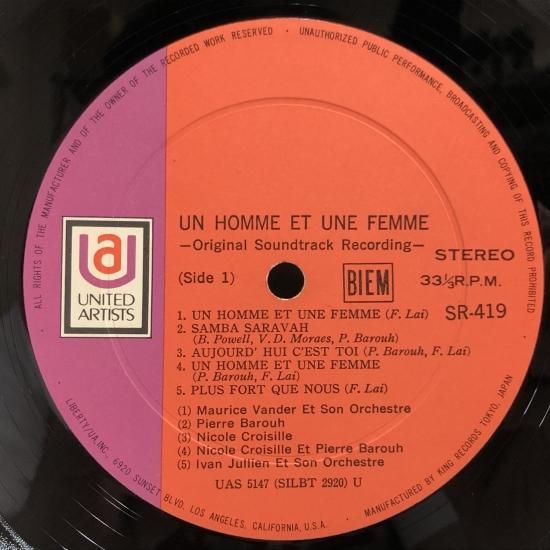 ALL RIGHTS OF THE MANUFACTURER AND OF THE OWNER OF THE RECORDED WORK RESERVED • UNAUTHORIZED PUBLIC PERFORMANCE, BROADCASTING AND COPYING OF THIS RECORD PROHIBITED
UA
UNITED
ARTISTS
UN HOMME ET UNE FEMME
—Original Soundtrack Recording—
STEREO
(Side 1)
BIEM
33⅓R.P.M.
SR-419
1. UN HOMME ET UNE FEMME (F. Lai)
2. SAMBA SARAVAH
(B. Powell, V. D. Moraes, P. Barouh)
3. AUJOURD' HUI C'EST TOI (P. Barouh, F. Lai)
4. UN HOMME ET UNE FEMME
(P. Barouh, F. Lai)
5. PLUS FORT QUE NOUS (F. Lai)
(1) Maurice Vander Et Son Orchestre
(2) Pierre Barouh
(3) Nicole Croisille
(4) Nicole Croisille Et Pierre Barouh
(5) Ivan Jullien Et Son Orchestre
UAS 5147 (SILBT 2920) U
LIBERTY/UA, INC. 6920 SUNSET BLVD. LOS ANGELES, CALIFORNIA, U.S.A. • MANUFACTURED BY KING RECORDS TOKYO, JAPAN